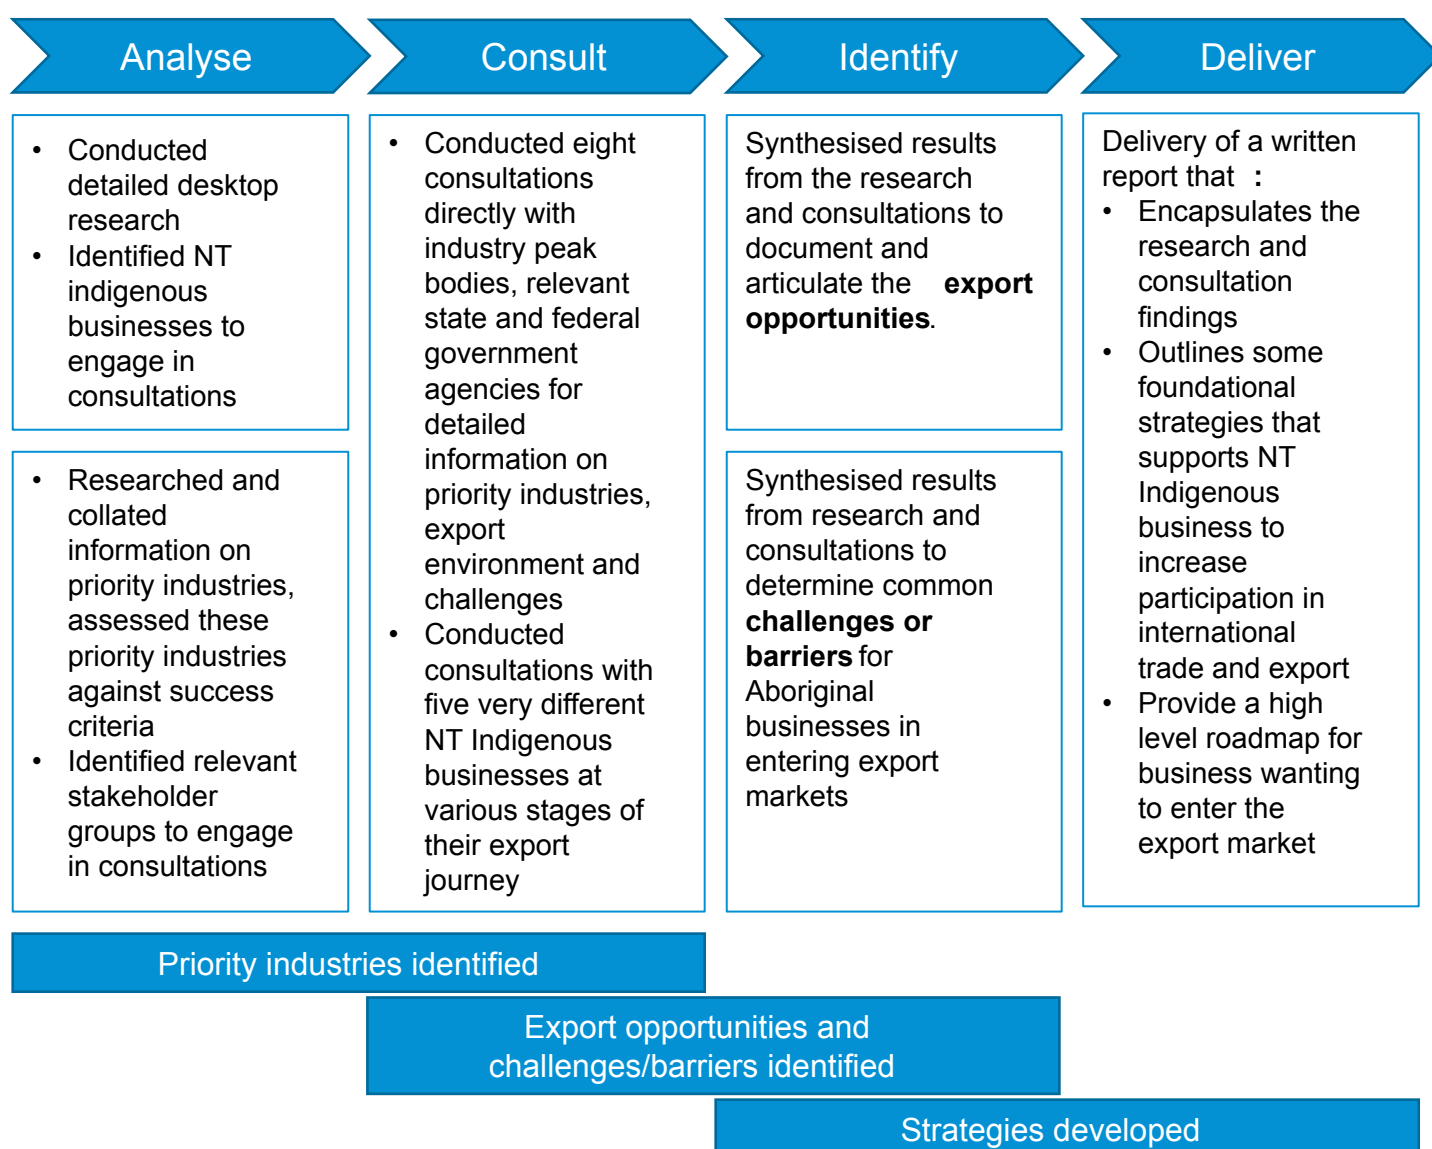 Analyse
Consult
Identify
Deliver
• Conducted
detailed desktop
research
• Identified NT
indigenous
businesses to
engage in
consultations
• Researched and
collated
information on
priority industries,
assessed these
priority industries
against success
criteria
• Identified relevant
stakeholder
groups to engage
in consultations
• Conducted eight
consultations
directly with
industry peak
bodies, relevant
state and federal
government
agencies for
detailed
information on
priority industries,
export
environment and
challenges
• Conducted
consultations with
five very different
NT Indigenous
businesses at
various stages of
their export
journey
Synthesised results
from the research
and consultations to
document and
articulate the export
opportunities.
Synthesised results
from research and
consultations to
determine common
challenges or
barriers for
Aboriginal
businesses in
entering export
markets
Delivery of a written
report that :
• Encapsulates the
research and
consultation
findings
• Outlines some
foundational
strategies that
supports NT
Indigenous
business to
increase
participation in
international
trade and export
• Provide a high
level roadmap for
business wanting
to enter the
export market
Priority industries identified
Export opportunities and
challenges/barriers identified
Strategies developed